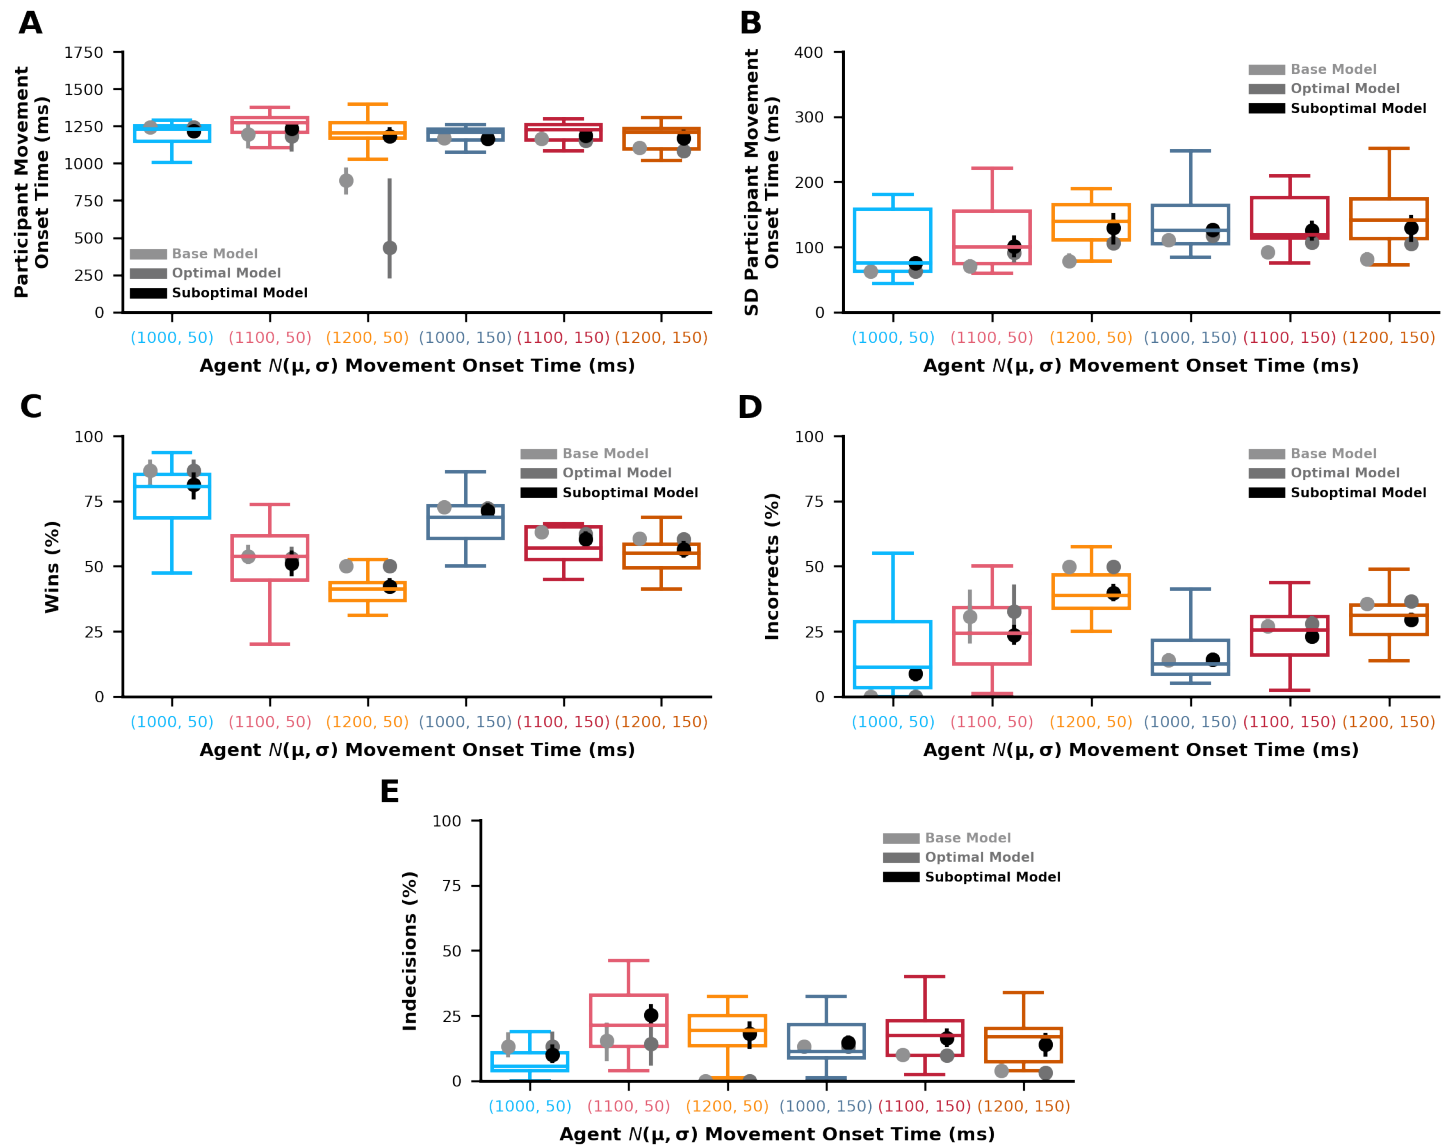 A
1750
1500
1250
1000
750
500
250
0
Participant Movement
Onset Time (ms)
Base Model
Optimal Model
Suboptimal Model
(1000, 50) (1100, 50) (1200, 50) (1000, 150) (1100, 150) (1200, 150)
Agent N(μ, σ) Movement Onset Time (ms)
B
400
300
200
100
0
SD Participant Movement
Onset Time (ms)
Base Model
Optimal Model
Suboptimal Model
(1000, 50) (1100, 50) (1200, 50) (1000, 150) (1100, 150) (1200, 150)
Agent N(μ, σ) Movement Onset Time (ms)
C
100
75
50
25
0
Wins (%)
Base Model
Optimal Model
Suboptimal Model
(1000, 50) (1100, 50) (1200, 50) (1000, 150) (1100, 150) (1200, 150)
Agent N(μ, σ) Movement Onset Time (ms)
D
100
75
50
25
0
Incorrects (%)
Base Model
Optimal Model
Suboptimal Model
(1000, 50) (1100, 50) (1200, 50) (1000, 150) (1100, 150) (1200, 150)
Agent N(μ, σ) Movement Onset Time (ms)
E
100
75
50
25
0
Indecisions (%)
Base Model
Optimal Model
Suboptimal Model
(1000, 50) (1100, 50) (1200, 50) (1000, 150) (1100, 150) (1200, 150)
Agent N(μ, σ) Movement Onset Time (ms)